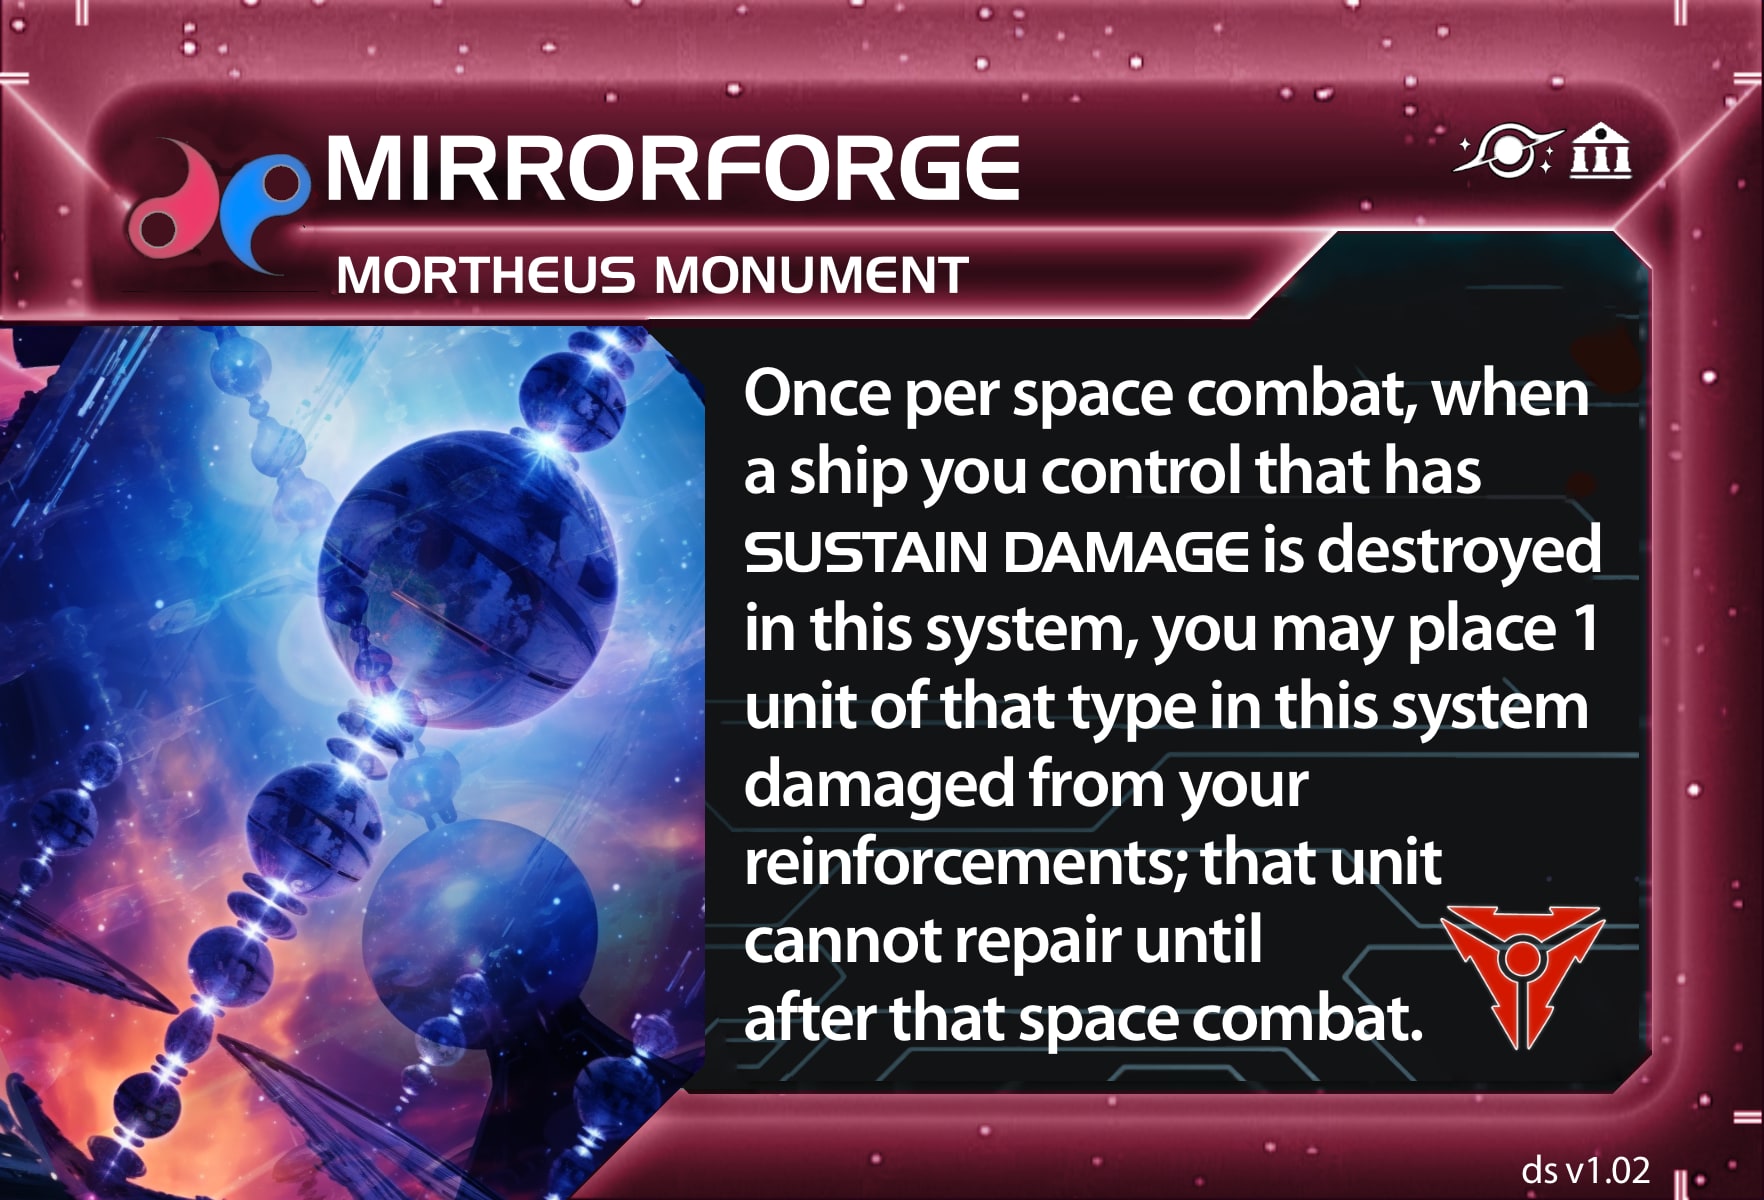 MIRRORFORGE
MORTHEUS MONUMENT
Once per space combat, when
a ship you control that has
SUSTAIN DAMAGE is destroyed
in this system, you may place 1
unit of that type in this system
damaged from your
reinforcements; that unit
cannot repair until
after that space combat.
ds v1.02